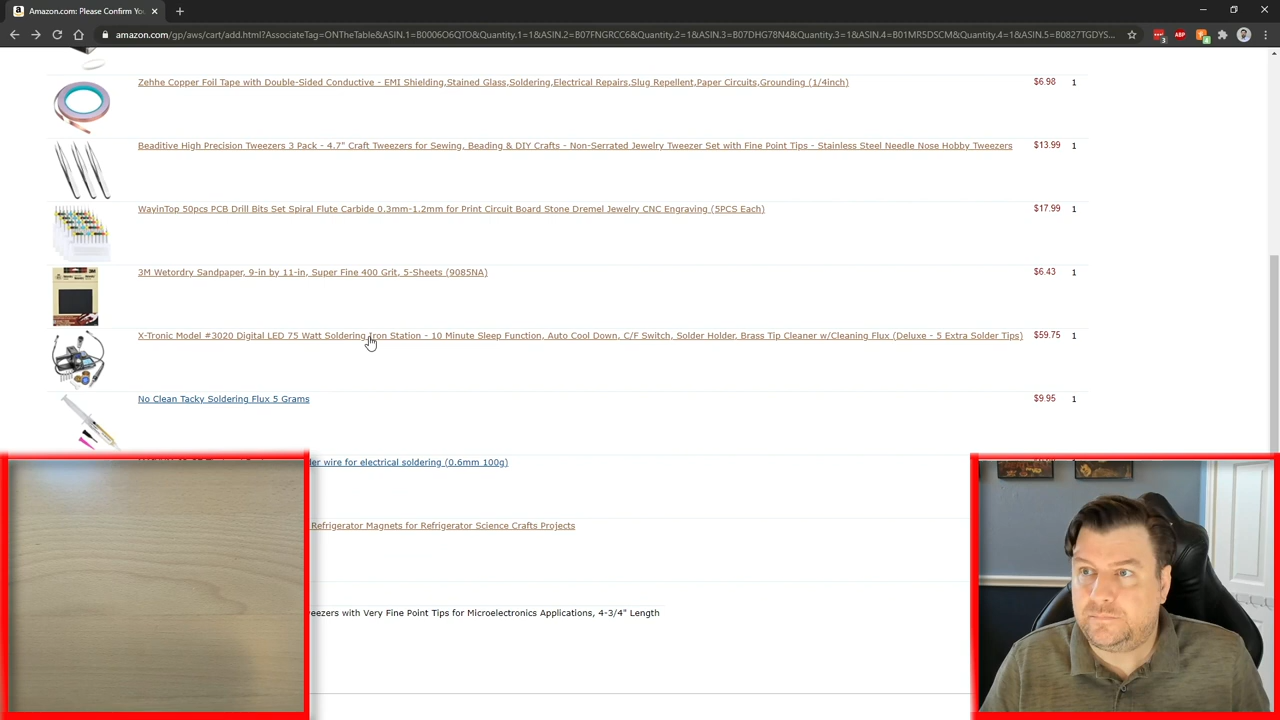 Amazon.com: Please Confirm Yo
amazon.com/gp/aws/cart/add.html?AssociateTag=ONTheTable&ASIN.1=B0006O6QTO&Quantity.1=1&ASIN.2=B07FNGRCC6&Quantity.2=1&ASIN.3=B07DHG78N4&Quantity.3=1&ASIN.4=B01MR5DSCM&Quantity.4=1&ASIN.5=B0827TGDYS...
Zehhe Copper Foil Tape with Double-Sided Conductive - EMI Shielding,Stained Glass,Soldering,Electrical Repairs,Slug Repellent,Paper Circuits,Grounding (1/4inch) $6.98 1
Beaditive High Precision Tweezers 3 Pack - 4.7" Craft Tweezers for Sewing, Beading & DIY Crafts - Non-Serrated Jewelry Tweezer Set with Fine Point Tips - Stainless Steel Needle Nose Hobby Tweezers $13.99 1
WayinTop 50pcs PCB Drill Bits Set Spiral Flute Carbide 0.3mm-1.2mm for Print Circuit Board Stone Dremel Jewelry CNC Engraving (5PCS Each) $17.99 1
3M Wetordry Sandpaper, 9-in by 11-in, Super Fine 400 Grit, 5-Sheets (9085NA) $6.43 1
X-Tronic Model #3020 Digital LED 75 Watt Soldering Iron Station - 10 Minute Sleep Function, Auto Cool Down, C/F Switch, Solder Holder, Brass Tip Cleaner w/Cleaning Flux (Deluxe - 5 Extra Solder Tips) $59.75 1
No Clean Tacky Soldering Flux 5 Grams $9.95 1
der wire for electrical soldering (0.6mm 100g)
Refrigerator Magnets for Refrigerator Science Crafts Projects
eezers with Very Fine Point Tips for Microelectronics Applications, 4-3/4" Length